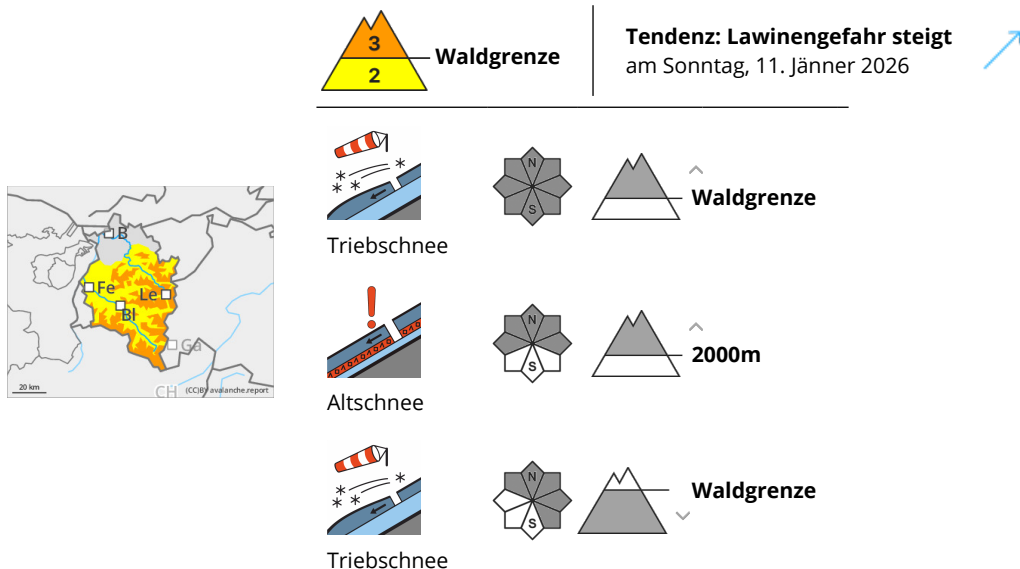 3
2
Waldgrenze
Tendenz: Lawinengefahr steigt
am Sonntag, 11. Jänner 2026
N
S
Waldgrenze
Triebschnee
B
Fe
Le
Bl
Ga
CH
20 km
(CC)BY avalanche.report
N
S
2000m
Altschnee
N
S
Waldgrenze
Triebschnee